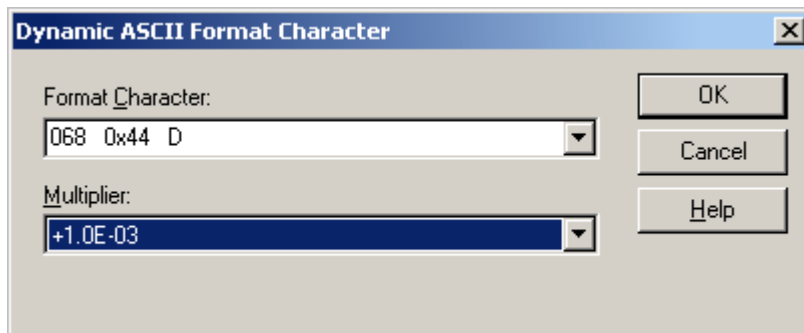 Dynamic ASCII Format Character
Format Character:
068 0x44 D
Multiplier:
+1.0E-03
OK
Cancel
Help